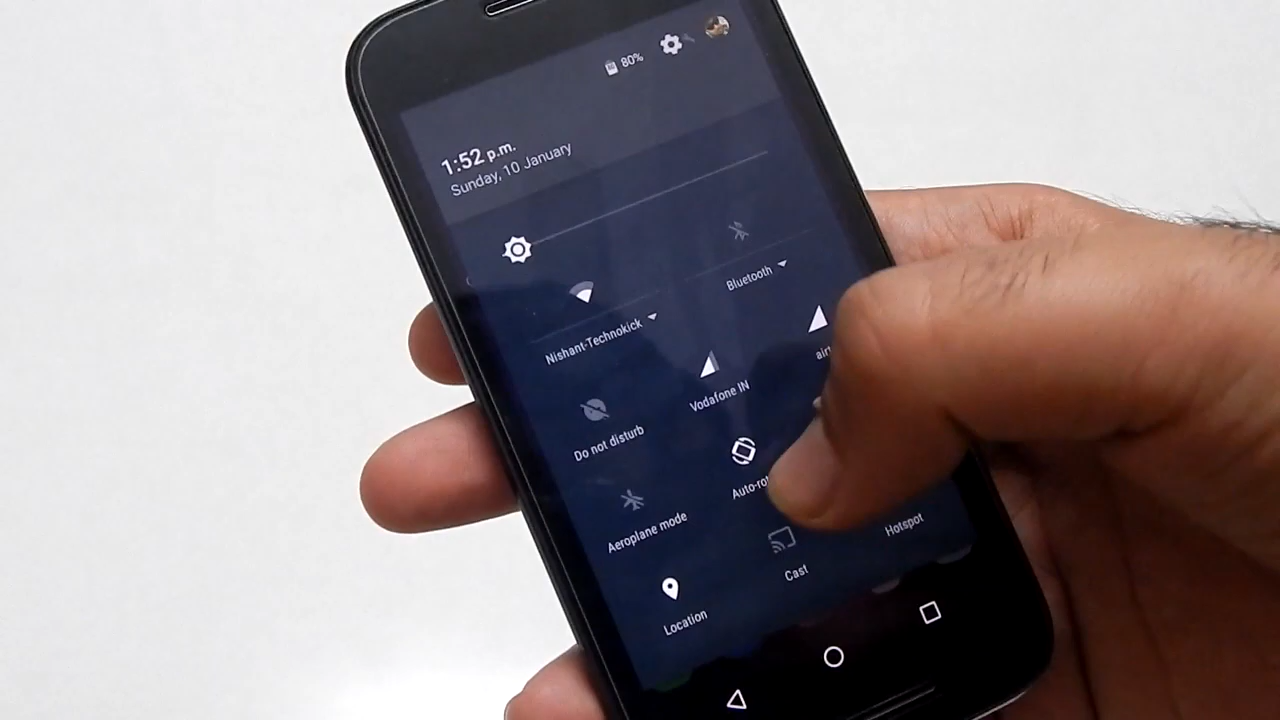 80%
1:52 p.m.
Sunday, 10 January
Bluetooth
Nishant-Technokick
Vodafone IN
Do not disturb
Aeroplane mode
Hotspot
Cast
Location